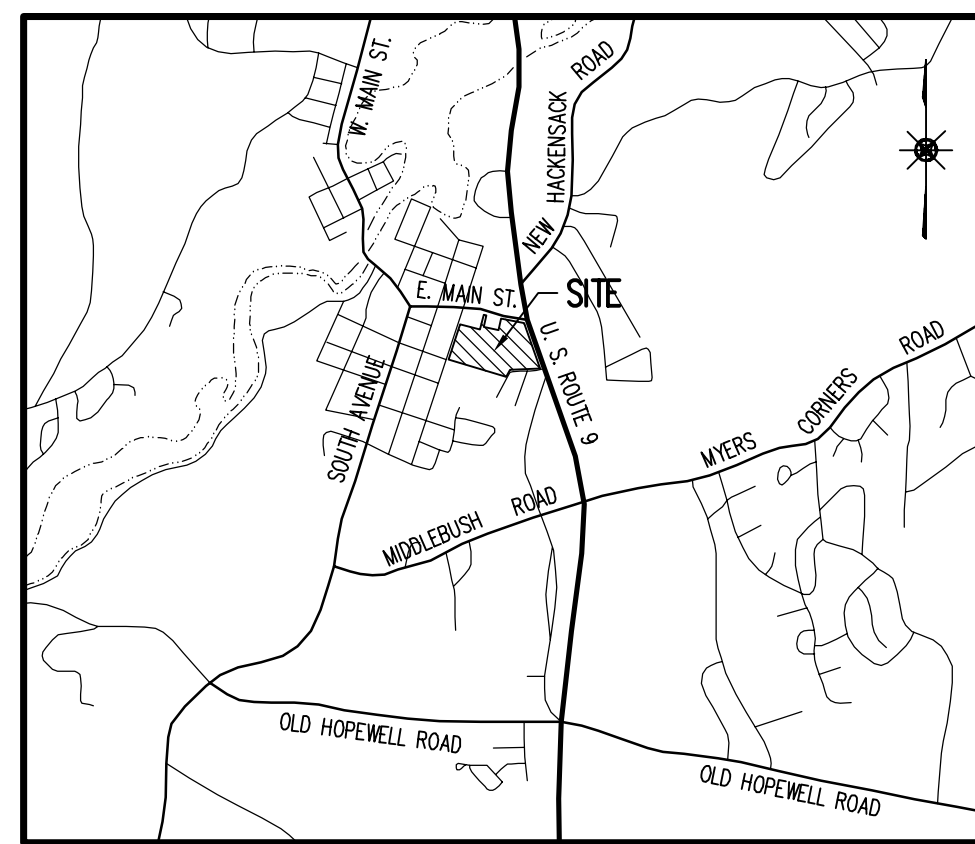 W. MAIN ST.
NEW HACKENSACK ROAD
E. MAIN ST.
SITE
U. S. ROUTE 9
SOUTH AVENUE
MYERS CORNERS ROAD
MIDDLEBUSH ROAD
OLD HOPEWELL ROAD
OLD HOPEWELL ROAD